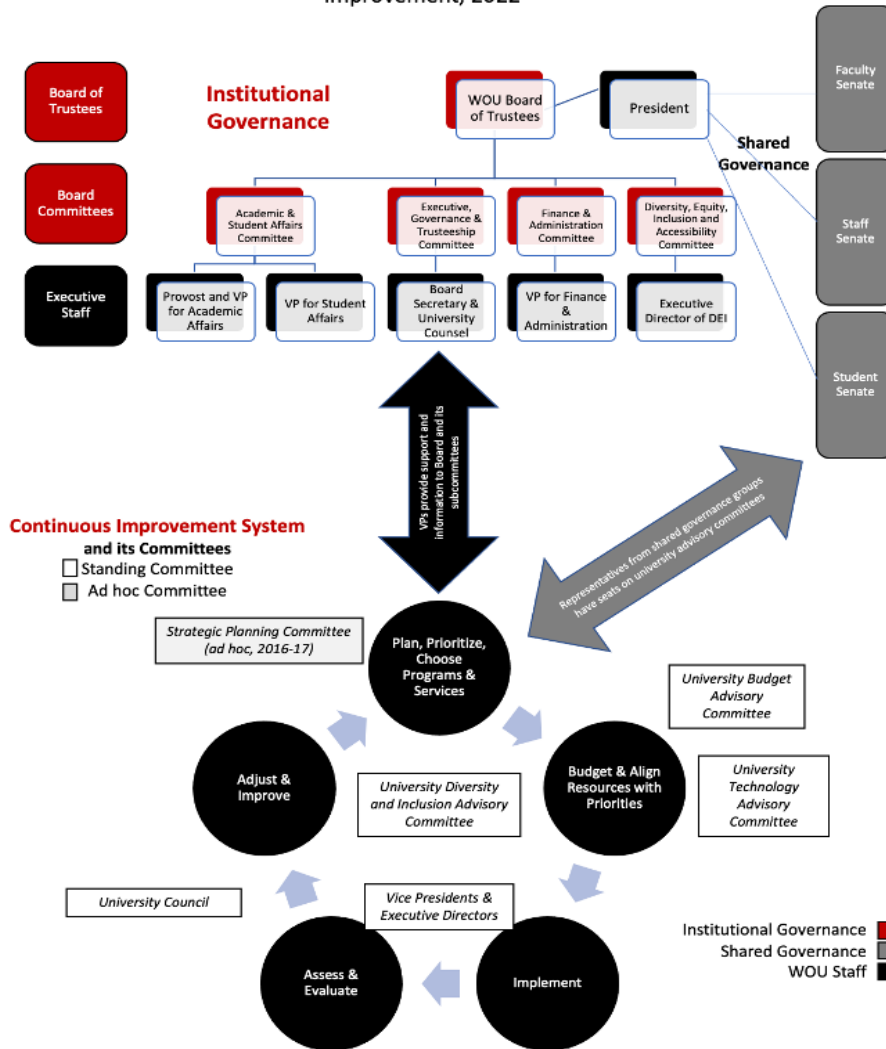 Improvement, 2022
Board of
Trustees
Institutional
Governance
WOU Board
of Trustees
President
Faculty
Senate
Shared
Governance
Board
Committees
Academic &
Student Affairs
Committee
Executive,
Governance &
Trusteeship
Committee
Finance &
Administration
Committee
Diversity, Equity,
Inclusion and
Accessibility
Committee
Staff
Senate
Executive
Staff
Provost and VP
for Academic
Affairs
VP for Student
Affairs
Board
Secretary &
University
Counsel
VP for Finance
&
Administration
Executive
Director of DEI
Student
Senate
VPs provide support and
information to Board and its
subcommittees
Representatives from shared governance groups
have seats on university advisory committees
Continuous Improvement System
and its Committees
Standing Committee
Ad hoc Committee
Strategic Planning Committee
(ad hoc, 2016-17)
Plan, Prioritize,
Choose
Programs &
Services
University Budget
Advisory
Committee
Adjust &
Improve
University Diversity
and Inclusion Advisory
Committee
Budget & Align
Resources with
Priorities
University
Technology
Advisory
Committee
University Council
Vice Presidents &
Executive Directors
Assess &
Evaluate
Implement
Institutional Governance
Shared Governance
WOU Staff